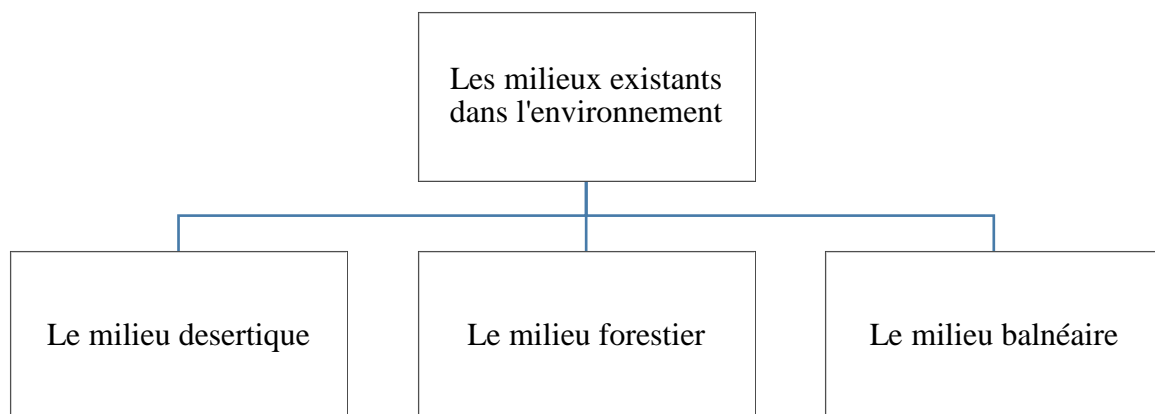 Les milieux existants
dans l'environnement
Le milieu desertique
Le milieu forestier
Le milieu balnéaire